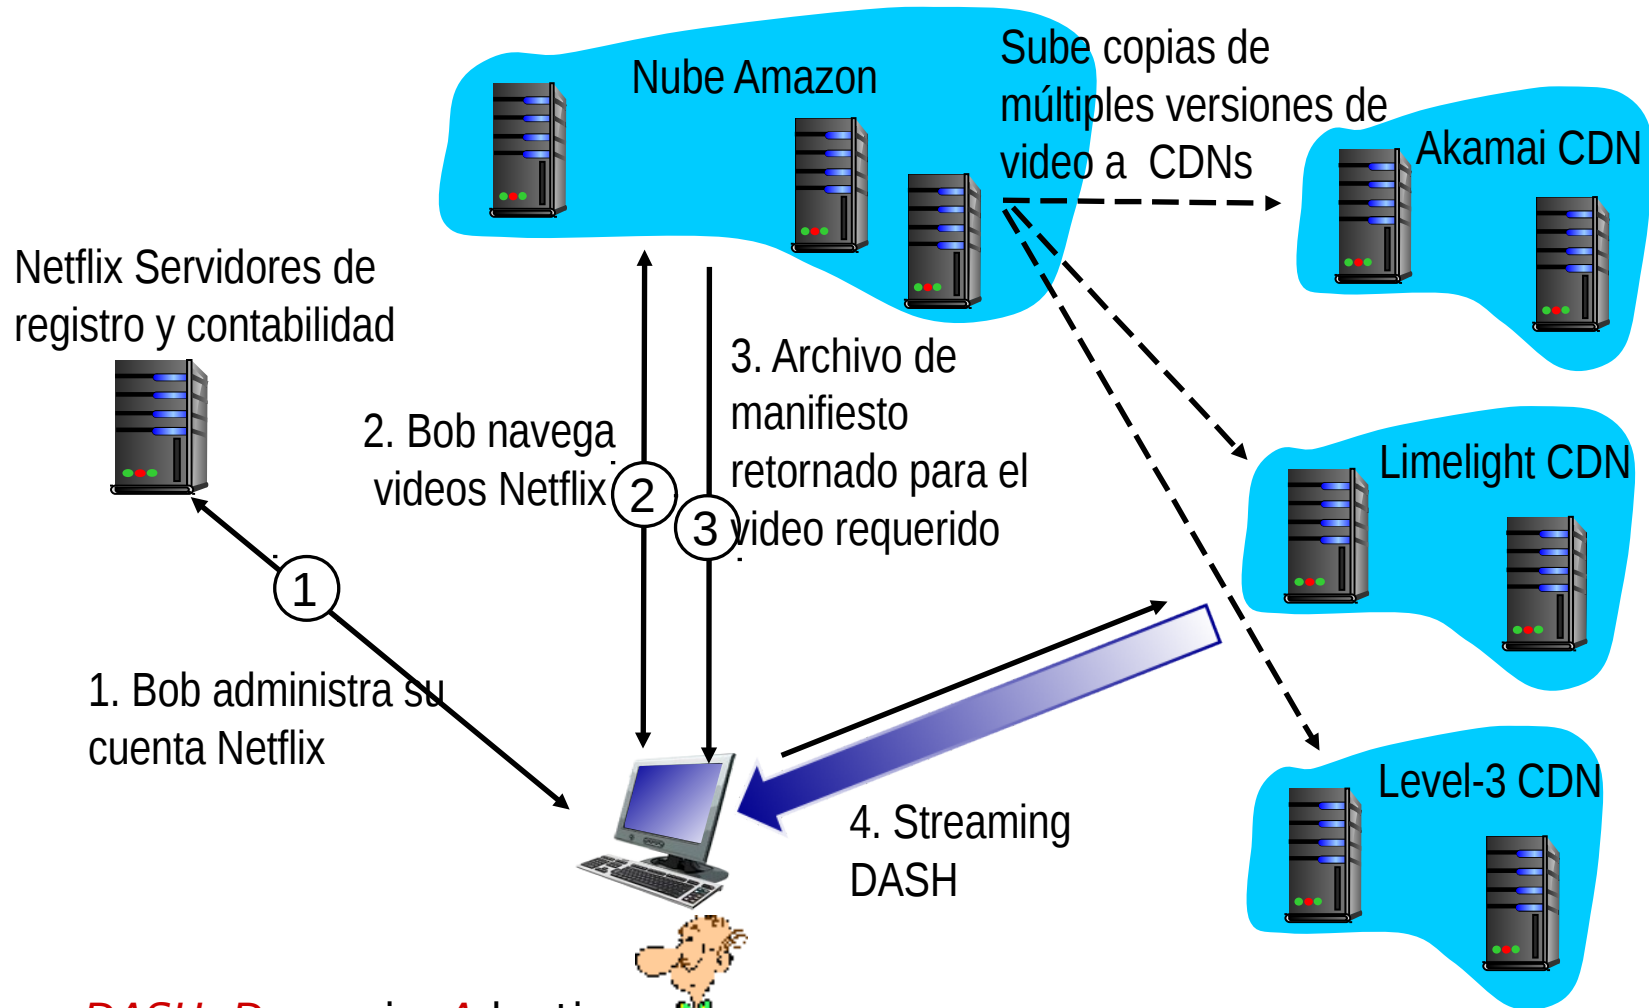 Nube Amazon
Sube copias de
múltiples versiones de
video a CDNs
Akamai CDN
Netflix Servidores de
registro y contabilidad
3. Archivo de
manifiesto
retornado para el
video requerido
2. Bob navega
videos Netflix
2
3
Limelight CDN
1
1. Bob administra su
cuenta Netflix
Level-3 CDN
4. Streaming
DASH